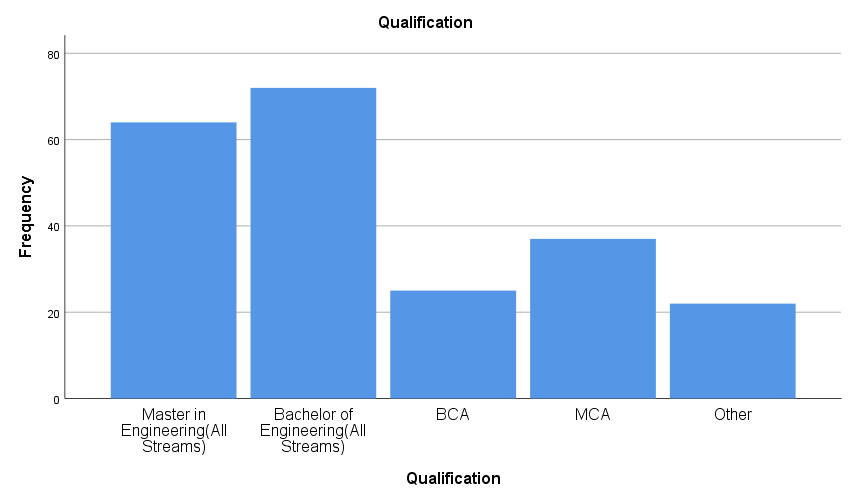 Qualification
80
60
40
20
0
Frequency
Master in
Engineering(All
Streams)
Bachelor of
Engineering(All
Streams)
BCA
MCA
Other
Qualification